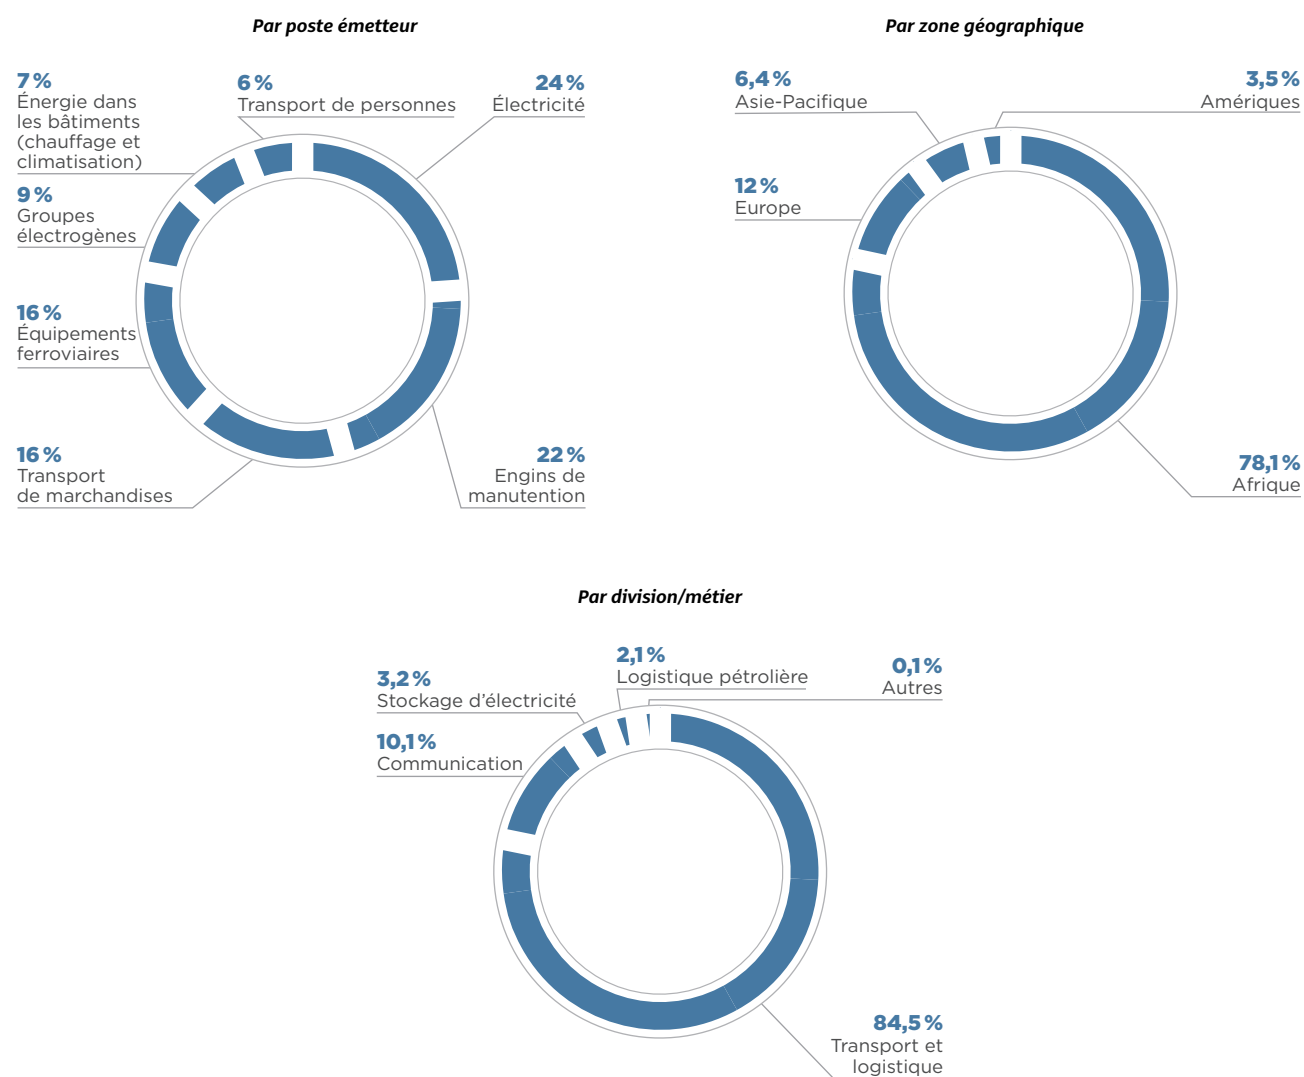 Par poste émetteur
7 %
Énergie dans
les bâtiments
(chauffage et
climatisation)
6 %
Transport de personnes
24 %
Électricité
9 %
Groupes
électrogènes
16 %
Équipements
ferroviaires
16 %
Transport
de marchandises
22 %
Engins de
manutention
Par zone géographique
6,4 %
Asie-Pacifique
3,5 %
Amériques
12 %
Europe
78,1 %
Afrique
Par division/métier
3,2 %
Stockage d’électricité
2,1 %
Logistique pétrolière
0,1 %
Autres
10,1 %
Communication
84,5 %
Transport et
logistique